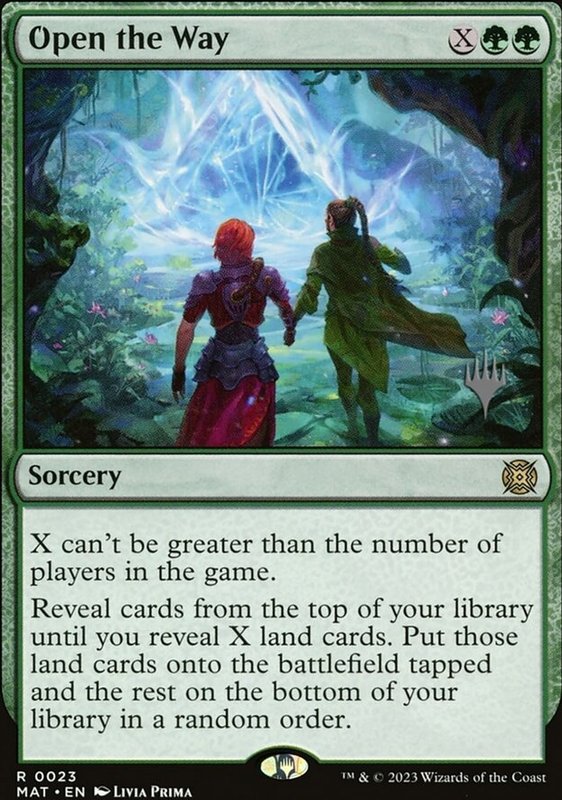 Open the Way X
Sorcery
X can't be greater than the number of
players in the game.
Reveal cards from the top of your library
until you reveal X land cards. Put those
land cards onto the battlefield tapped
and the rest on the bottom of your
library in a random order.
R 0023
MAT • EN LIVIA PRIMA
™ & © 2023 Wizards of the Coast